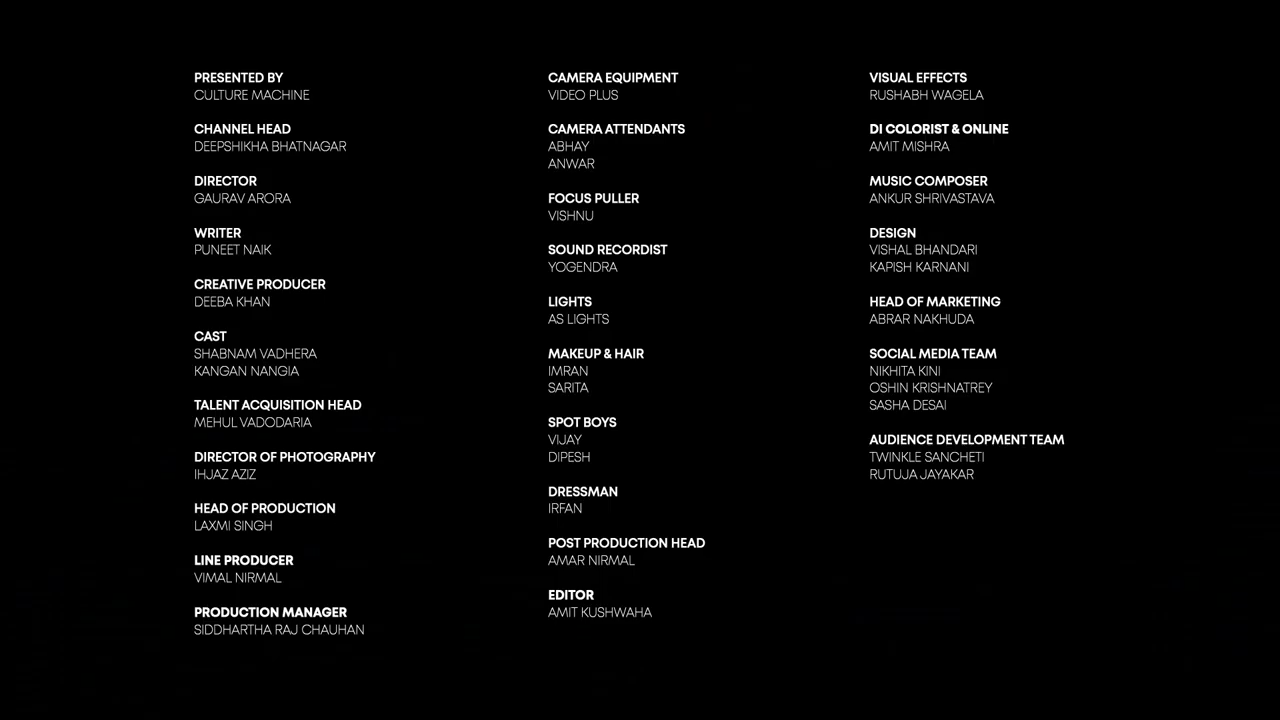 PRESENTED BY
CULTURE MACHINE
CHANNEL HEAD
DEEPSHIKHA BHATNAGAR
DIRECTOR
GAURAV ARORA
WRITER
PUNEET NAIK
CREATIVE PRODUCER
DEEBA KHAN
CAST
SHABNAM VADHERA
KANGAN NANGIA
TALENT ACQUISITION HEAD
MEHUL VADODARIA
DIRECTOR OF PHOTOGRAPHY
IHJAZ AZIZ
HEAD OF PRODUCTION
LAXMI SINGH
LINE PRODUCER
VIMAL NIRMAL
PRODUCTION MANAGER
SIDDHARTHA RAJ CHAUHAN
CAMERA EQUIPMENT
VIDEO PLUS
CAMERA ATTENDANTS
ABHAY
ANWAR
FOCUS PULLER
VISHNU
SOUND RECORDIST
YOGENDRA
LIGHTS
AS LIGHTS
MAKEUP & HAIR
IMRAN
SARITA
SPOT BOYS
VIJAY
DIPESH
DRESSMAN
IRFAN
POST PRODUCTION HEAD
AMAR NIRMAL
EDITOR
AMIT KUSHWAHA
VISUAL EFFECTS
RUSHABH WAGELA
DI COLORIST & ONLINE
AMIT MISHRA
MUSIC COMPOSER
ANKUR SHRIVASTAVA
DESIGN
VISHAL BHANDARI
KAPISH KARNANI
HEAD OF MARKETING
ABRAR NAKHUDA
SOCIAL MEDIA TEAM
NIKHITA KINI
OSHIN KRISHNATREY
SASHA DESAI
AUDIENCE DEVELOPMENT TEAM
TWINKLE SANCHETI
RUTUJA JAYAKAR